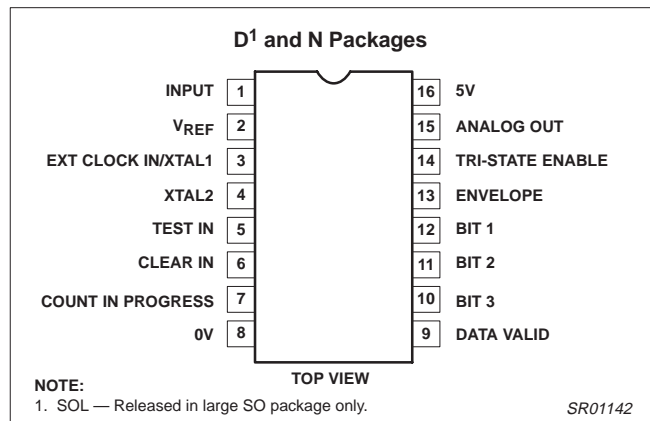 D1 and N Packages
INPUT 1 16 5V
VREF 2 15 ANALOG OUT
EXT CLOCK IN/XTAL1 3 14 TRI-STATE ENABLE
XTAL2 4 13 ENVELOPE
TEST IN 5 12 BIT 1
CLEAR IN 6 11 BIT 2
COUNT IN PROGRESS 7 10 BIT 3
0V 8 9 DATA VALID
TOP VIEW
NOTE:
1. SOL — Released in large SO package only.
SR01142